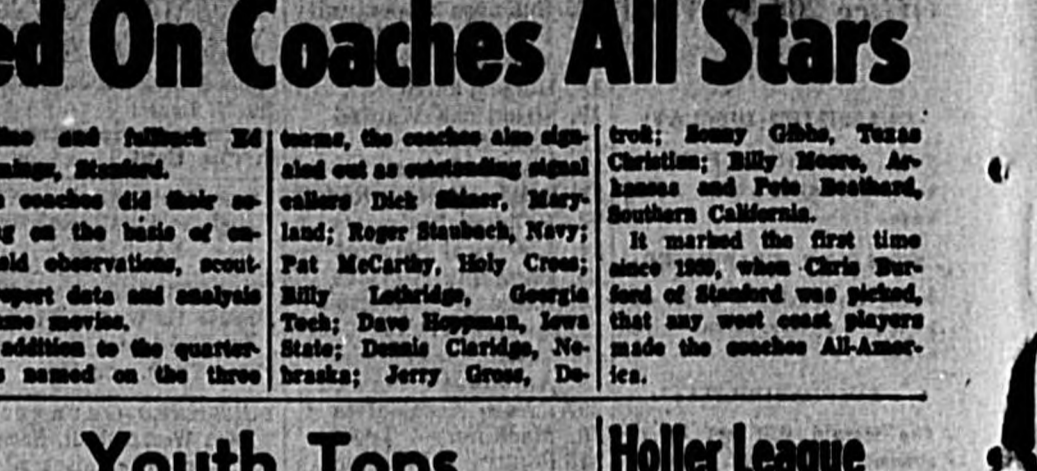 ed On Coaches All Stars
and fullback Ed
Stanford.
coaches did their se-
g on the basis of on-
eld observations, scout-
eport data and analysis
movies.
addition to the quarter-
s named on the three
teams, the coaches also sign-
aled out as outstanding signal
callers Dick Shiner, Mary-
land; Roger Staubach, Navy;
Pat McCarthy, Holy Cross;
Billy Lothridge, Georgia
Tech; Dave Hoppman, Iowa
State; Dennis Claridge, Ne-
braska; Jerry Gross, De-
troit; Sonny Gibbs, Texas
Christian; Billy Moore, Ar-
kansas and Pete Beathard,
Southern California.
It marked the first time
since when Chris Bur-
ford of Stanford was picked,
that any west coast players
made the coaches All-Amer-
ica.
Youth Tops
Holler League